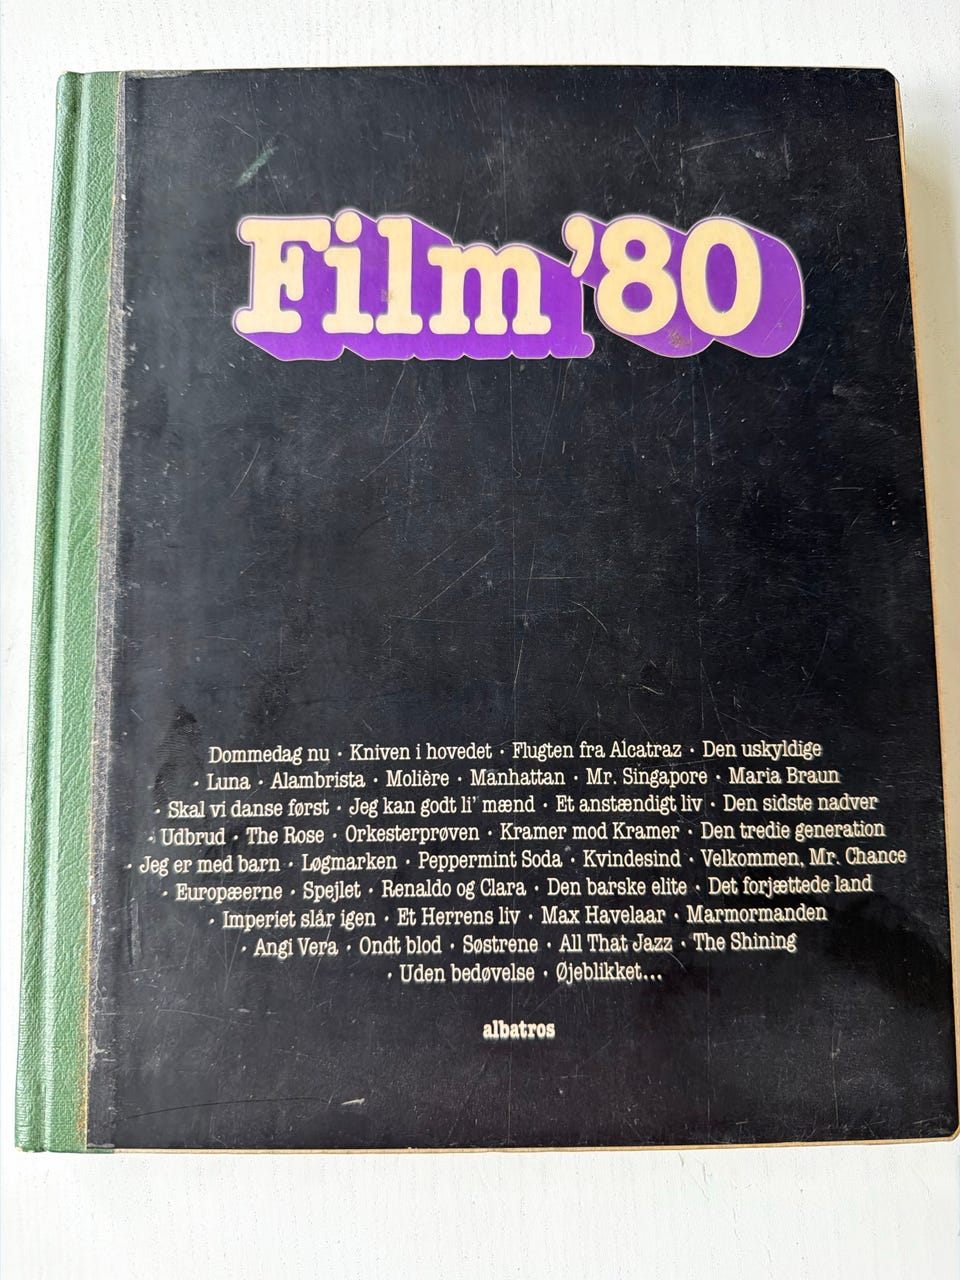 Film '80
Dommedag nu · Kniven i hovedet · Flugten fra Alcatraz · Den uskyldige
· Luna · Alambrista · Molière · Manhattan · Mr. Singapore · Maria Braun
· Skal vi danse først · Jeg kan godt li' mænd · Et anstændigt liv · Den sidste nadver
· Udbrud · The Rose · Orkesterprøven · Kramer mod Kramer · Den tredie generation
· Jeg er med barn · Løgmarken · Peppermint Soda · Kvindesind · Velkommen, Mr. Chance
· Europæerne · Spejlet · Renaldo og Clara · Den barske elite · Det forjættede land
· Imperiet slår igen · Et Herrens liv · Max Havelaar · Marmormanden
· Angi Vera · Ondt blod · Søstrene · All That Jazz · The Shining
· Uden bedøvelse · Øjeblikket...
albatros